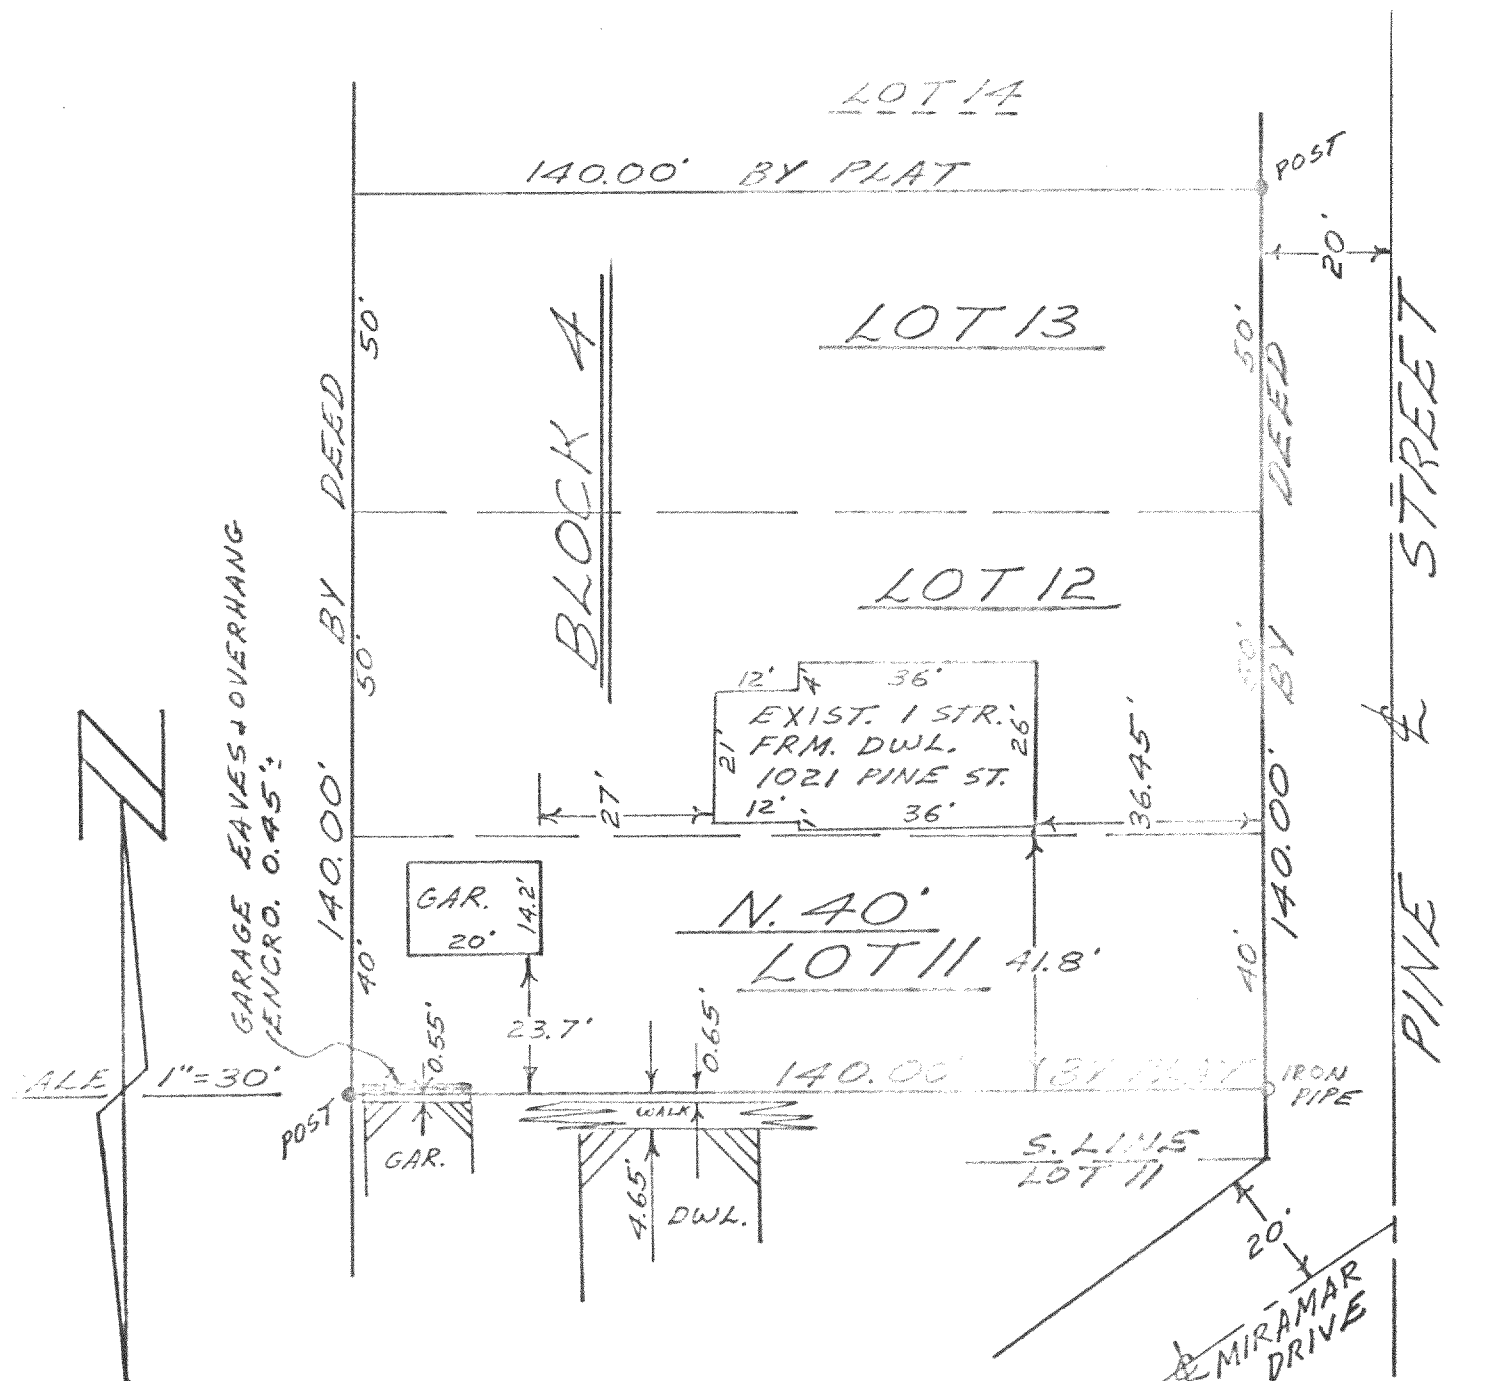 LOT 14
140.00' BY PLAT
POST
20'
50'
50'
LOT 13
BLOCK 4
BY DEED
BY DEED
STREET
LOT 12
50'
50'
GARAGE EAVES & OVERHANG
ENCRO. 0.45'±
12'
4'
36'
EXIST. 1 STR.
FRM. DWL.
1021 PINE ST.
21'
26'
12'
1'
36'
27'
36.45'
140.00'
140.00'
℄
PINE
GAR.
20'
14.2'
N. 40'
LOT 11
41.8'
40'
40'
0.55'
23.7'
0.65'
1"=30'
140.00' BY PLAT
IRON
PIPE
POST
WALK
GAR.
4.65'
DWL.
S. LINE
LOT 11
20'
℄ MIRAMAR
DRIVE